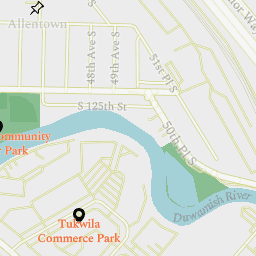 Allentown
48th Ave S
49th Ave S
51st Pl S
S 125th St
50th Pl S
Community
Park
Duwamish River
Tukwila
Commerce Park